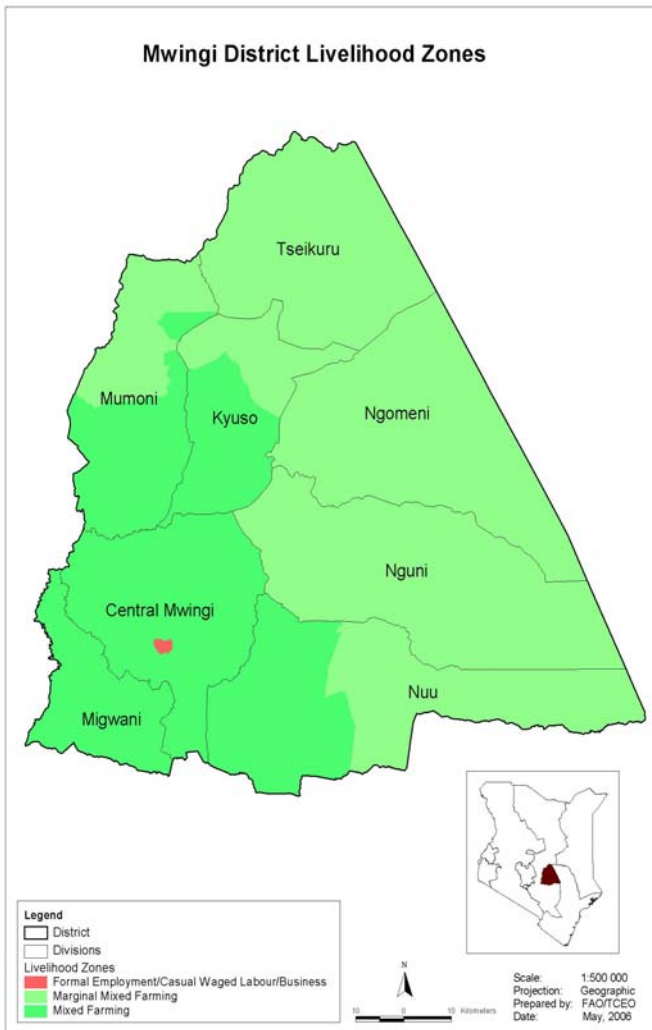 Mwingi District Livelihood Zones
Tseikuru
Mumoni
Kyuso
Ngomeni
Nguni
Central Mwingi
Nuu
Migwani
Legend
District
Divisions
Livelihood Zones
Formal Employment/Casual Waged Labour/Business
Marginal Mixed Farming
Mixed Farming
N
10 0 10 Kilometers
Scale: 1:500 000
Projection: Geographic
Prepared by: FAO/TCEO
Date: May, 2006